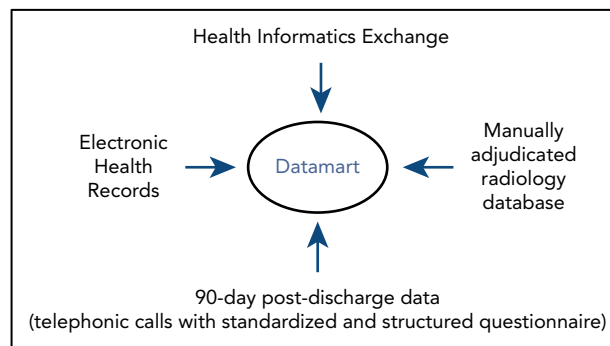 Health Informatics Exchange
Electronic
Health
Records
Datamart
Manually
adjudicated
radiology
database
90-day post-discharge data
(telephonic calls with standardized and structured questionnaire)